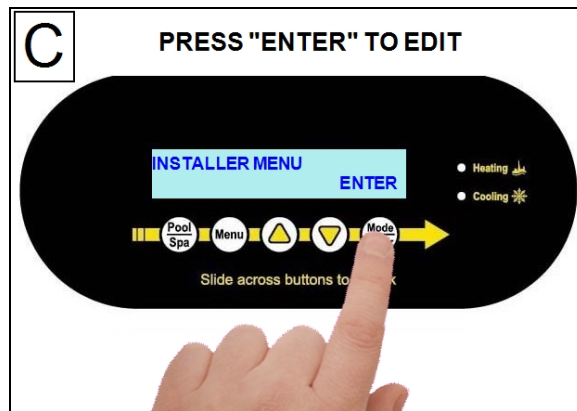 C
PRESS "ENTER" TO EDIT
INSTALLER MENU
ENTER
Heating
Cooling
Pool
Spa
Menu
Mode
Slide across buttons to